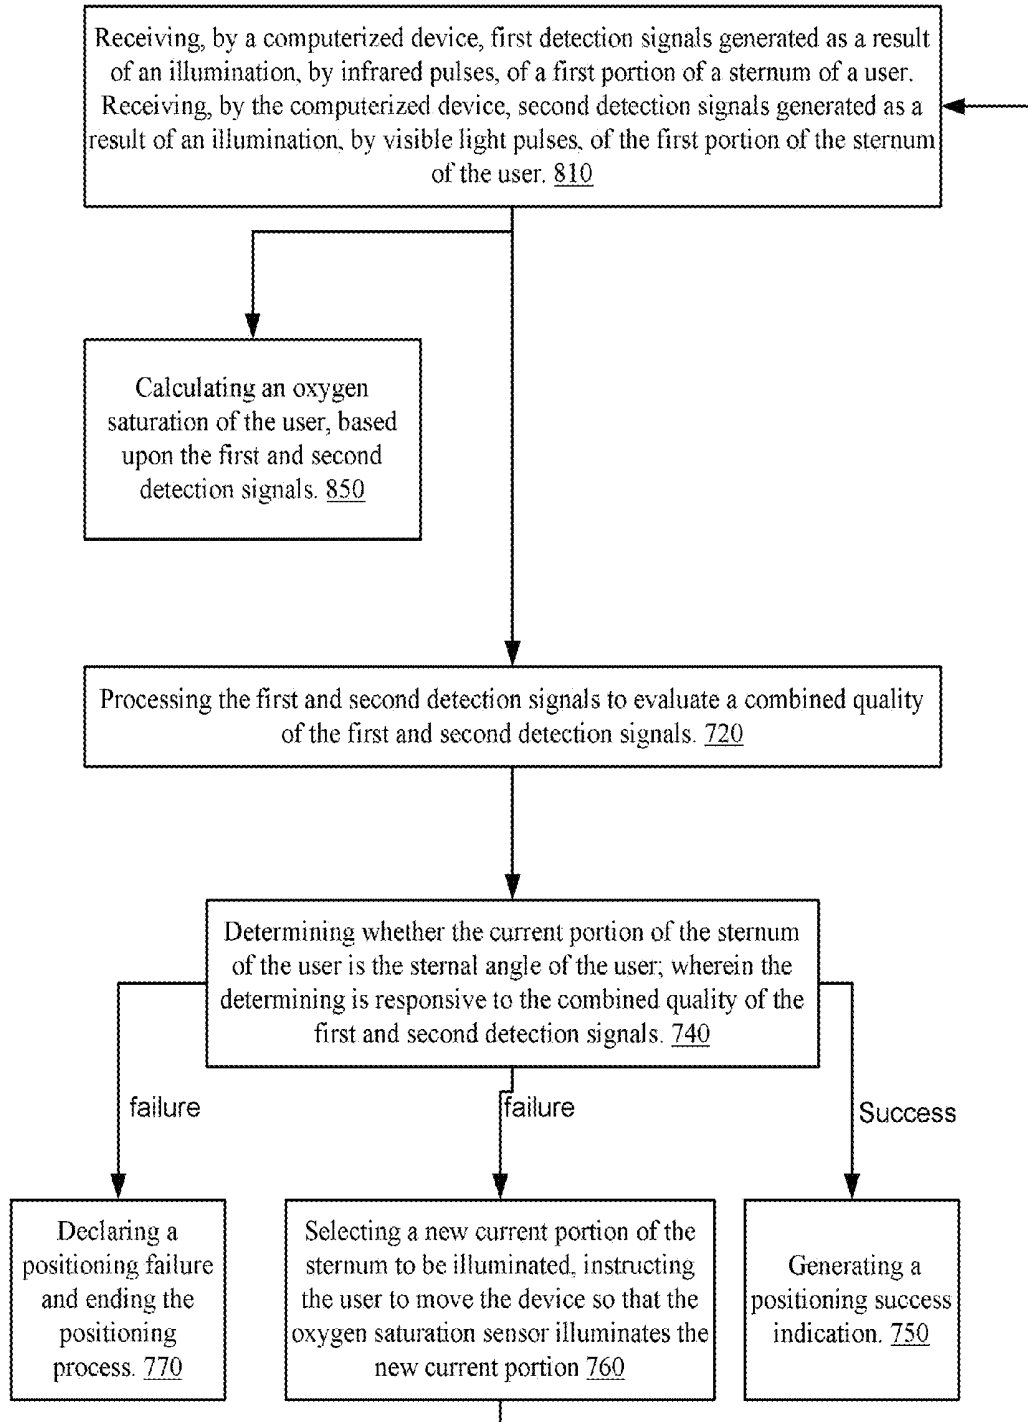 Receiving, by a computerized device, first detection signals generated as a result
of an illumination, by infrared pulses, of a first portion of a sternum of a user.
Receiving, by the computerized device, second detection signals generated as a
result of an illumination, by visible light pulses, of the first portion of the sternum
of the user. 810
Calculating an oxygen
saturation of the user, based
upon the first and second
detection signals. 850
Processing the first and second detection signals to evaluate a combined quality
of the first and second detection signals. 720
Determining whether the current portion of the sternum
of the user is the sternal angle of the user; wherein the
determining is responsive to the combined quality of the
first and second detection signals. 740
failure
failure
Success
Declaring a
positioning failure
and ending the
positioning
process. 770
Selecting a new current portion of the
sternum to be illuminated, instructing
the user to move the device so that the
oxygen saturation sensor illuminates the
new current portion 760
Generating a
positioning success
indication. 750